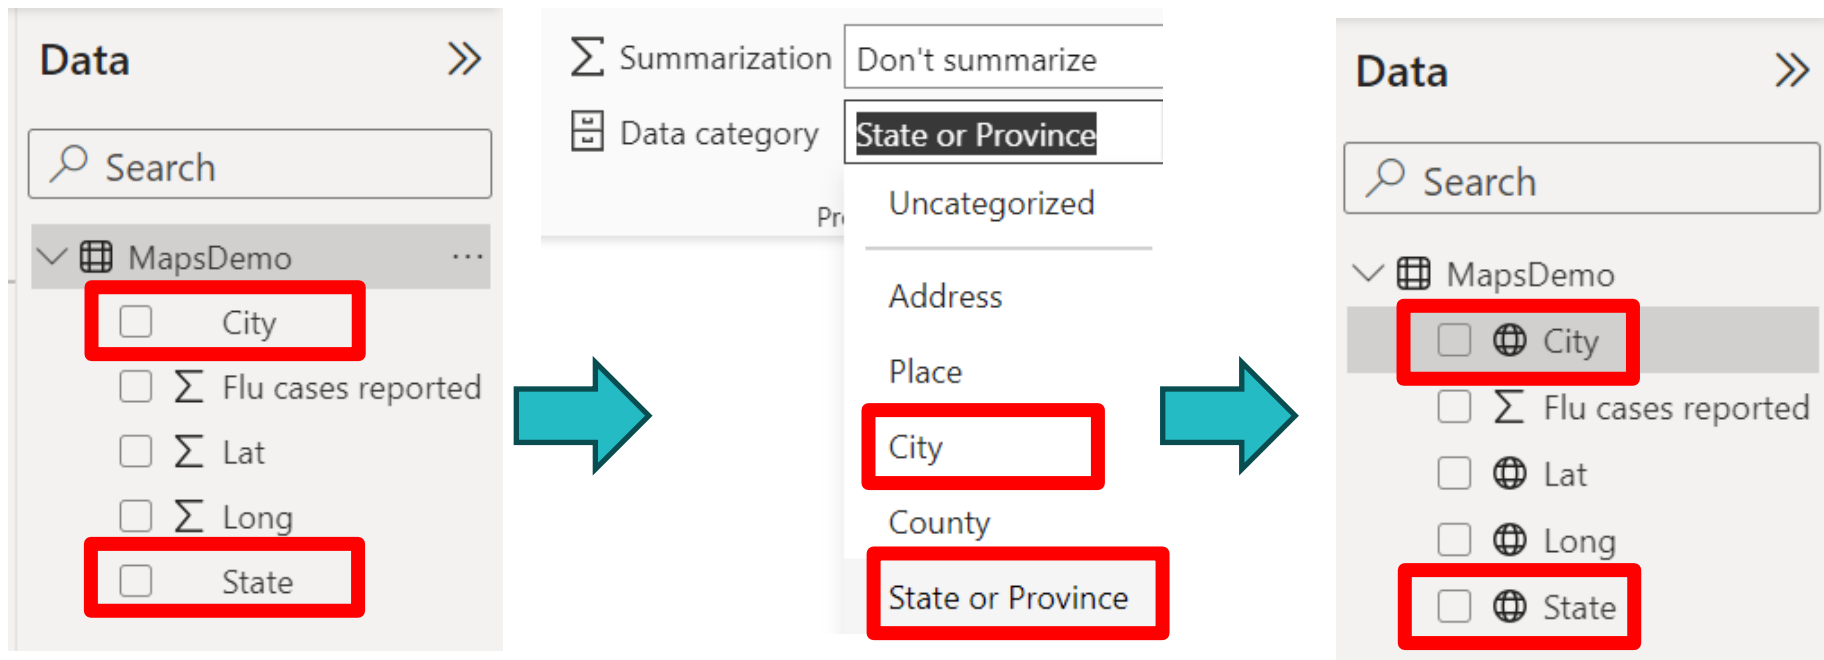 Data
Search
MapsDemo
City
Flu cases reported
Lat
Long
State
Summarization
Don't summarize
Data category
State or Province
Uncategorized
Address
Place
City
County
State or Province
Data
Search
MapsDemo
City
Flu cases reported
Lat
Long
State